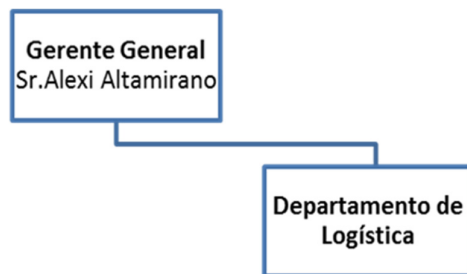 Gerente General
Sr.Alexi Altamirano
Departamento de
Logística